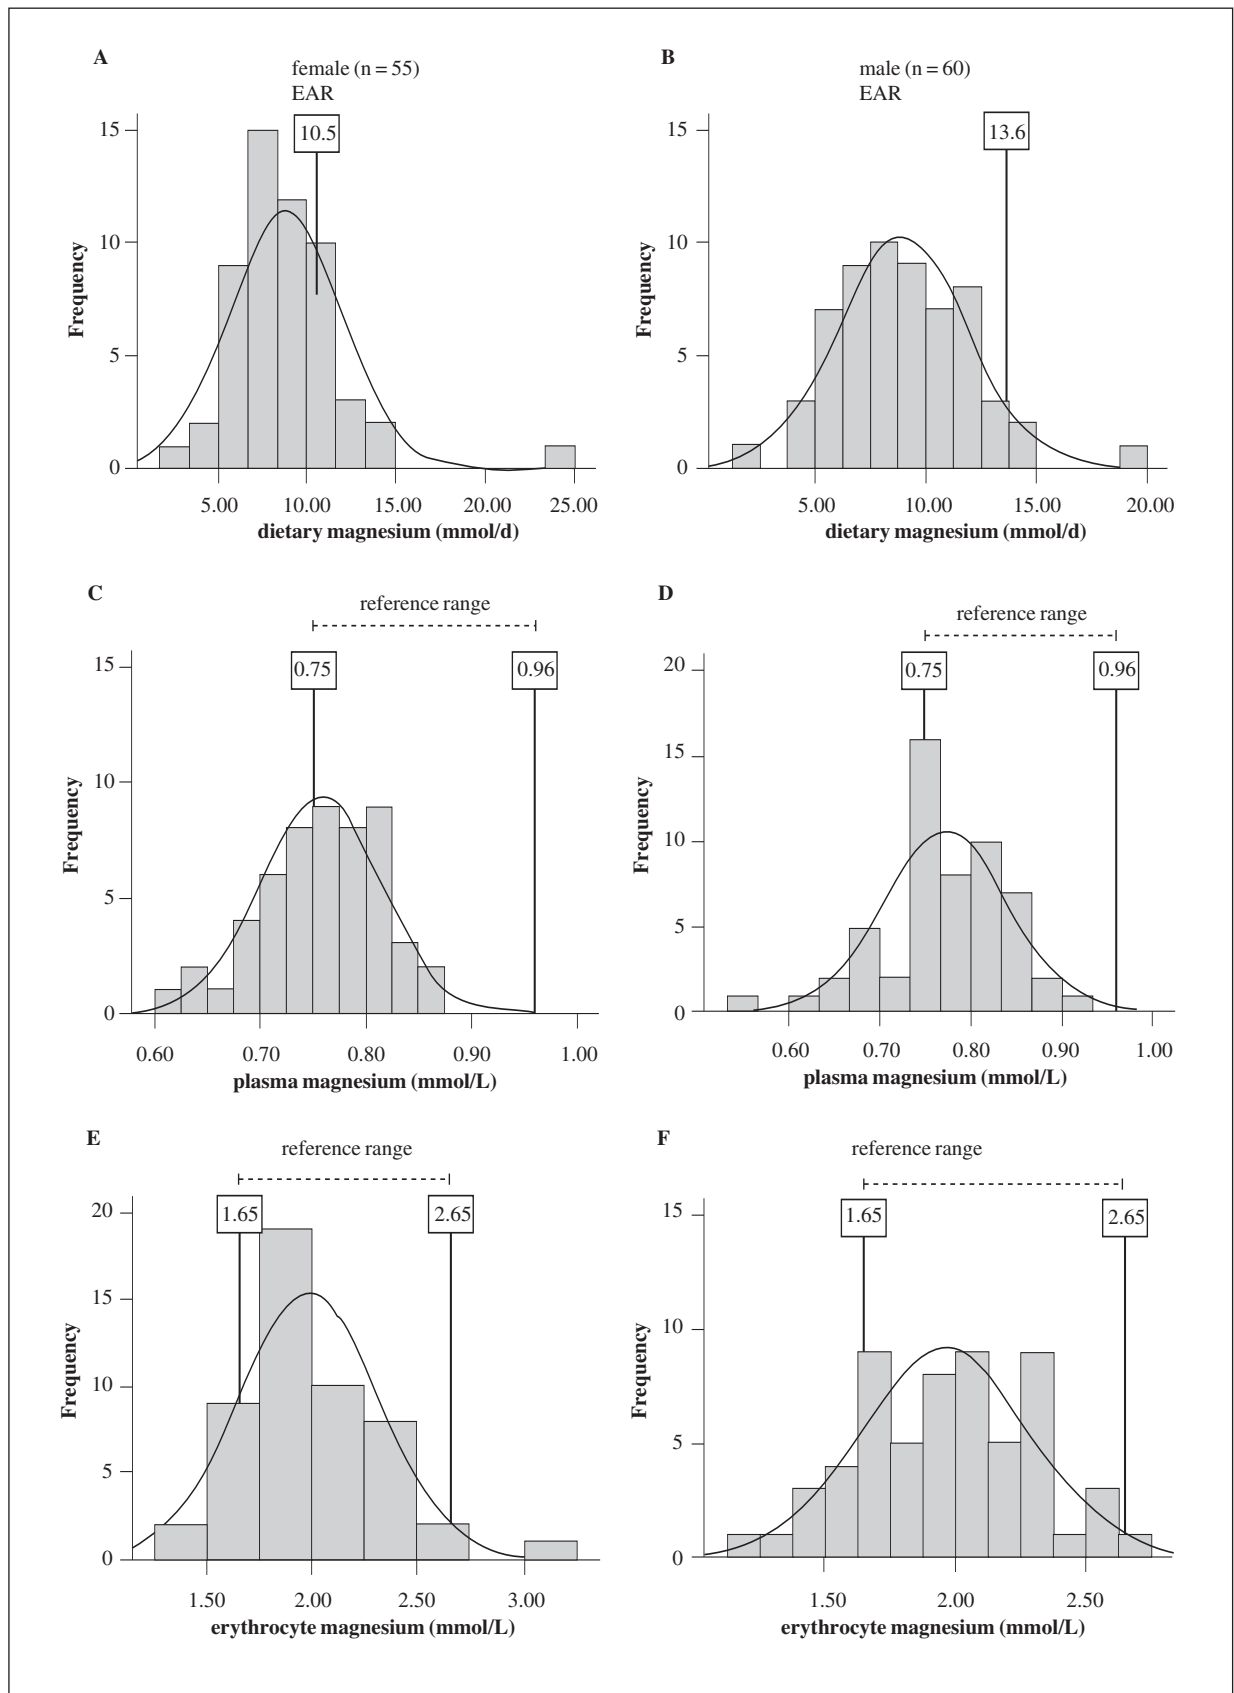 A
female (n = 55)
EAR
10.5
15
10
5
0
Frequency
5.00 10.00 15.00 20.00 25.00
dietary magnesium (mmol/d)
B
male (n = 60)
EAR
13.6
15
10
5
0
Frequency
5.00 10.00 15.00 20.00
dietary magnesium (mmol/d)
C
reference range
0.75 0.96
15
10
5
0
Frequency
0.60 0.70 0.80 0.90 1.00
plasma magnesium (mmol/L)
D
reference range
0.75 0.96
20
15
10
5
0
Frequency
0.60 0.70 0.80 0.90 1.00
plasma magnesium (mmol/L)
E
reference range
1.65 2.65
20
15
10
5
0
Frequency
1.50 2.00 2.50 3.00
erythrocyte magnesium (mmol/L)
F
reference range
1.65 2.65
15
10
5
0
Frequency
1.50 2.00 2.50
erythrocyte magnesium (mmol/L)